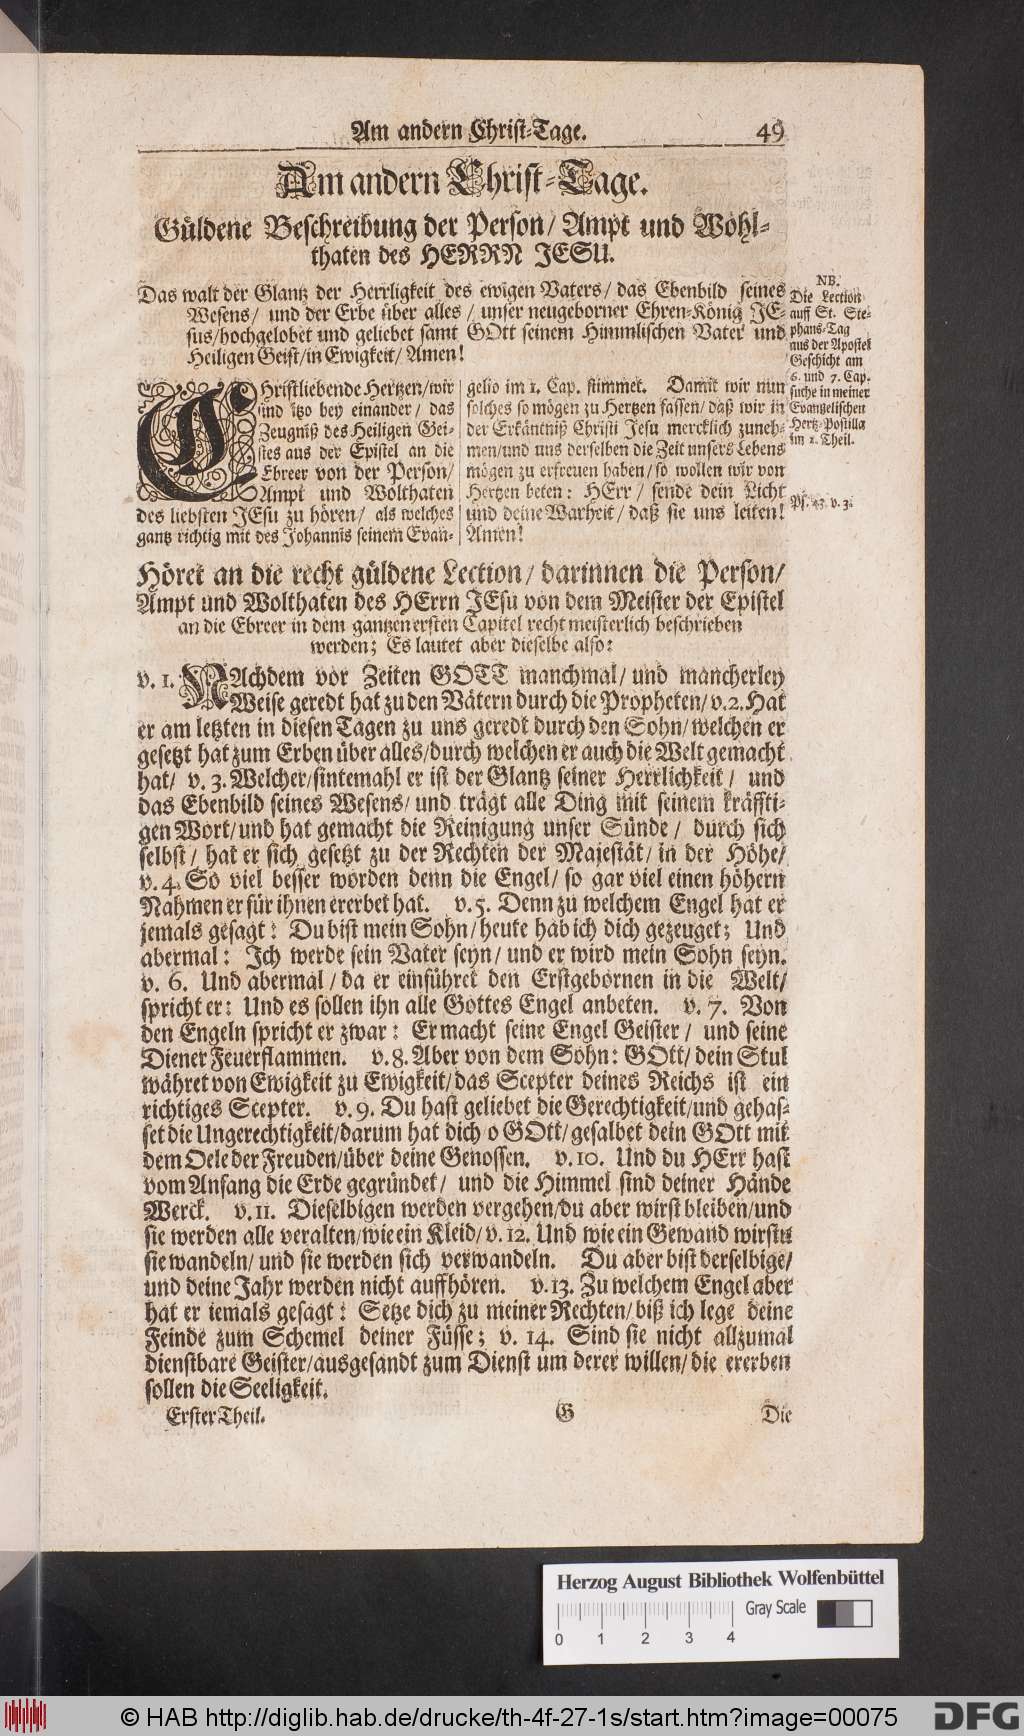 Am andern Christ-Tage. 49
Am andern Christ-Tage.
Güldene Beschreibung der Person/ Ampt und Wohl-
thaten des HERRN JESU.
Das walt der Glantz der Herrligkeit des ewigen Vaters/ das Ebenbild seines
Wesens/ und der Erbe über alles/ unser neugeborner Ehren-König JE-
sus/hochgelobet und geliebet samt GOtt seinem Himmlischen Vater und
Heiligen Geist/in Ewigkeit/ Amen!
NB.
Die Lection
auff St. Ste-
phans-Tag
aus der Apostel
Geschicht am
6. und 7. Cap.
suche in meiner
Evangelischen
Hertz-Postilla
im 1. Theil.
CHristliebende Hertzen/wir
sind itzo bey einander/ das
Zeugniß des Heiligen Gei-
stes aus der Epistel an die
Ebreer von der Person/
Ampt und Wolthaten
des liebsten JEsu zu hören/ als welches
gantz richtig mit des Johannis seinem Evan-
gelio im 1. Cap. stimmet. Damit wir nun
solches so mögen zu Hertzen fassen/ daß wir in
der Erkäntniß Christi Jesu mercklich zuneh-
men/und uns derselben die Zeit unsers Lebens
mögen zu erfreuen haben/ so wollen wir von
Hertzen beten: HErr/ sende dein Licht
und deine Warheit/ daß sie uns leiten!
Amen!
Ps. 43. v. 3.
Höret an die recht güldene Lection/ darinnen die Person/
Ampt und Wolthaten des HErrn JEsu von dem Meister der Epistel
an die Ebreer in dem gantzen ersten Capitel recht meisterlich beschrieben
werden; Es lautet aber dieselbe also:
v. 1. NAchdem vor Zeiten GOTT manchmal/ und mancherley
Weise geredt hat zu den Vätern durch die Propheten/ v. 2. Hat
er am letzten in diesen Tagen zu uns geredt durch den Sohn/ welchen er
gesetzt hat zum Erben über alles/durch welchen er auch die Welt gemacht
hat/ v. 3. Welcher/sintemahl er ist der Glantz seiner Herrlichkeit/ und
das Ebenbild seines Wesens/ und trägt alle Ding mit seinem kräffti-
gen Wort/und hat gemacht die Reinigung unser Sünde/ durch sich
selbst/ hat er sich gesetzt zu der Rechten der Majestät/ in der Höhe/
v. 4. So viel besser worden denn die Engel/ so gar viel einen höhern
Nahmen er für ihnen ererbet hat. v. 5. Denn zu welchem Engel hat er
jemals gesagt: Du bist mein Sohn/heute hab ich dich gezeuget; Und
abermal: Ich werde sein Vater seyn/ und er wird mein Sohn seyn.
v. 6. Und abermal/ da er einführet den Erstgebornen in die Welt/
spricht er: Und es sollen ihn alle Gottes Engel anbeten. v. 7. Von
den Engeln spricht er zwar: Er macht seine Engel Geister/ und seine
Diener Feuerflammen. v. 8. Aber von dem Sohn: GOtt/ dein Stul
währet von Ewigkeit zu Ewigkeit/das Scepter deines Reichs ist ein
richtiges Scepter. v. 9. Du hast geliebet die Gerechtigkeit/und gehas-
set die Ungerechtigkeit/darum hat dich o GOtt/gesalbet dein GOtt mit
dem Oele der Freuden/über deine Genossen. v. 10. Und du HErr hast
vom Anfang die Erde gegründet/ und die Himmel sind deiner Hände
Werck. v. 11. Dieselbigen werden vergehen/du aber wirst bleiben/und
sie werden alle veralten/wie ein Kleid/ v. 12. Und wie ein Gewand wirstu
sie wandeln/ und sie werden sich verwandeln. Du aber bist derselbige/
und deine Jahr werden nicht auffhören. v. 13. Zu welchem Engel aber
hat er iemals gesagt: Setze dich zu meiner Rechten/ biß ich lege deine
Feinde zum Schemel deiner Füsse; v. 14. Sind sie nicht allzumal
dienstbare Geister/ausgesandt zum Dienst um derer willen/ die ererben
sollen die Seeligkeit.
Erster Theil. G Die
Herzog August Bibliothek Wolfenbüttel
Gray Scale
0 1 2 3 4
© HAB http://diglib.hab.de/drucke/th-4f-27-1s/start.htm?image=00075
DFG